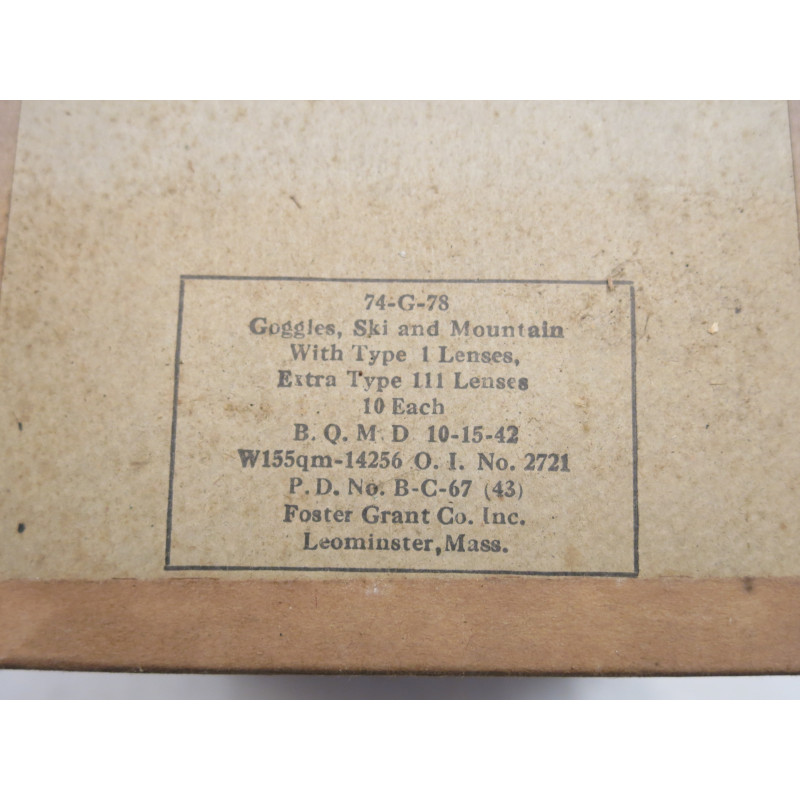 74-G-78
Goggles, Ski and Mountain
With Type 1 Lenses,
Extra Type 111 Lenses
10 Each
B. Q. M. D 10-15-42
W155qm-14256 O. I. No. 2721
P. D. No. B-C-67 (43)
Foster Grant Co. Inc.
Leominster, Mass.